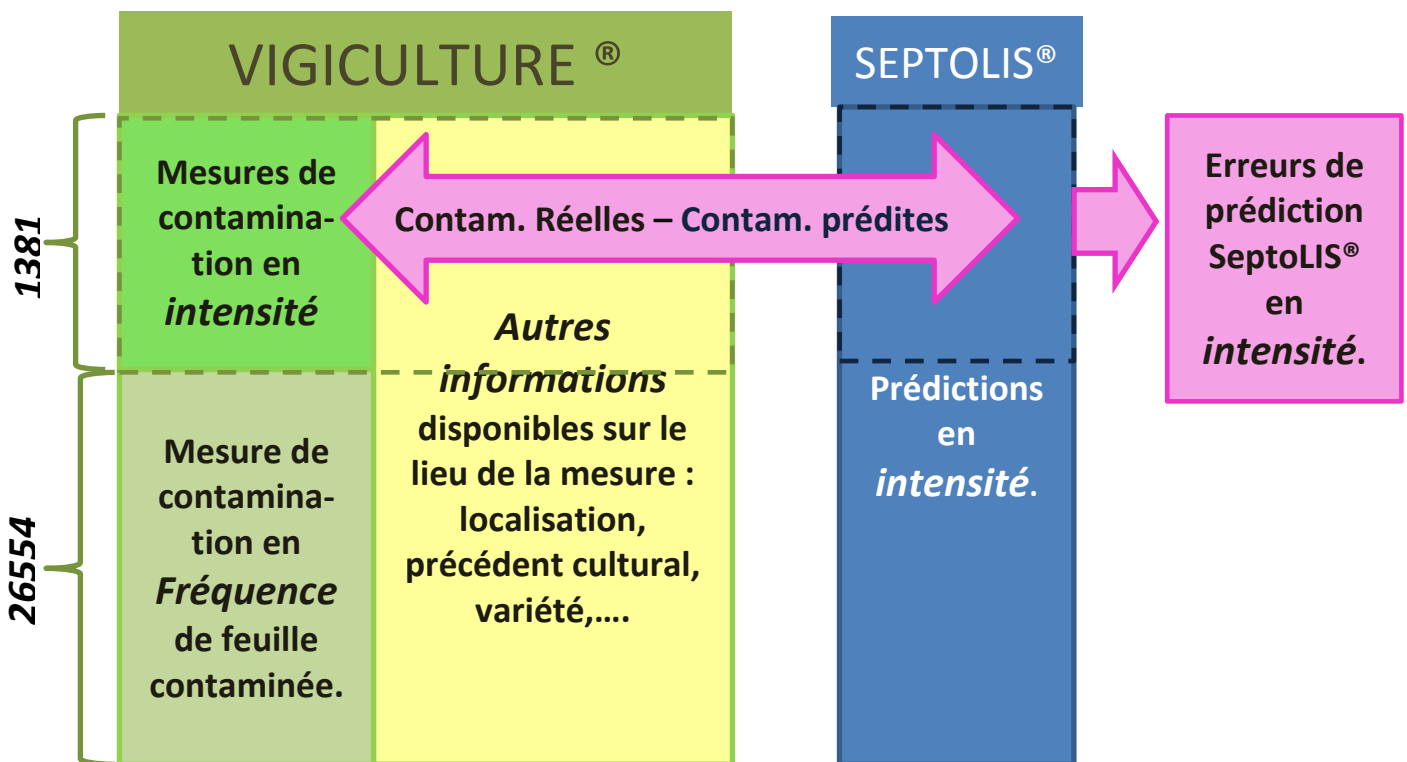 VIGICULTURE ®
SEPTOLIS®
1381
Mesures de
contamina-
tion en
intensité
Contam. Réelles – Contam. prédites
Erreurs de
prédiction
SeptoLIS®
en
intensité.
26554
Mesure de
contamina-
tion en
Fréquence
de feuille
contaminée.
Autres
informations
disponibles sur le
lieu de la mesure :
localisation,
précédent cultural,
variété,....
Prédictions
en
intensité.